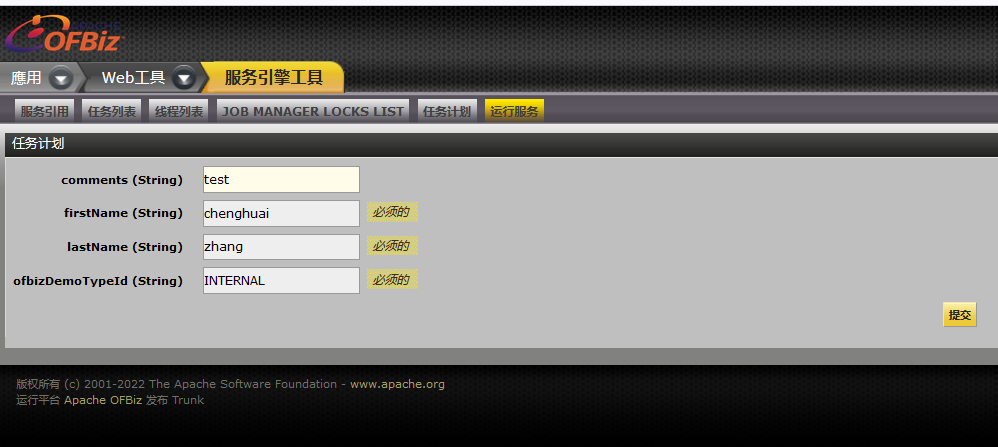 APACHE
OFBiz
應用 Web工具 服务引擎工具
服务引用 任务列表 线程列表 JOB MANAGER LOCKS LIST 任务计划 运行服务
任务计划
comments (String) test
firstName (String) chenghuai 必须的
lastName (String) zhang 必须的
ofbizDemoTypeId (String) INTERNAL 必须的
提交
版权所有 (c) 2001-2022 The Apache Software Foundation - www.apache.org
运行平台 Apache OFBiz 发布 Trunk